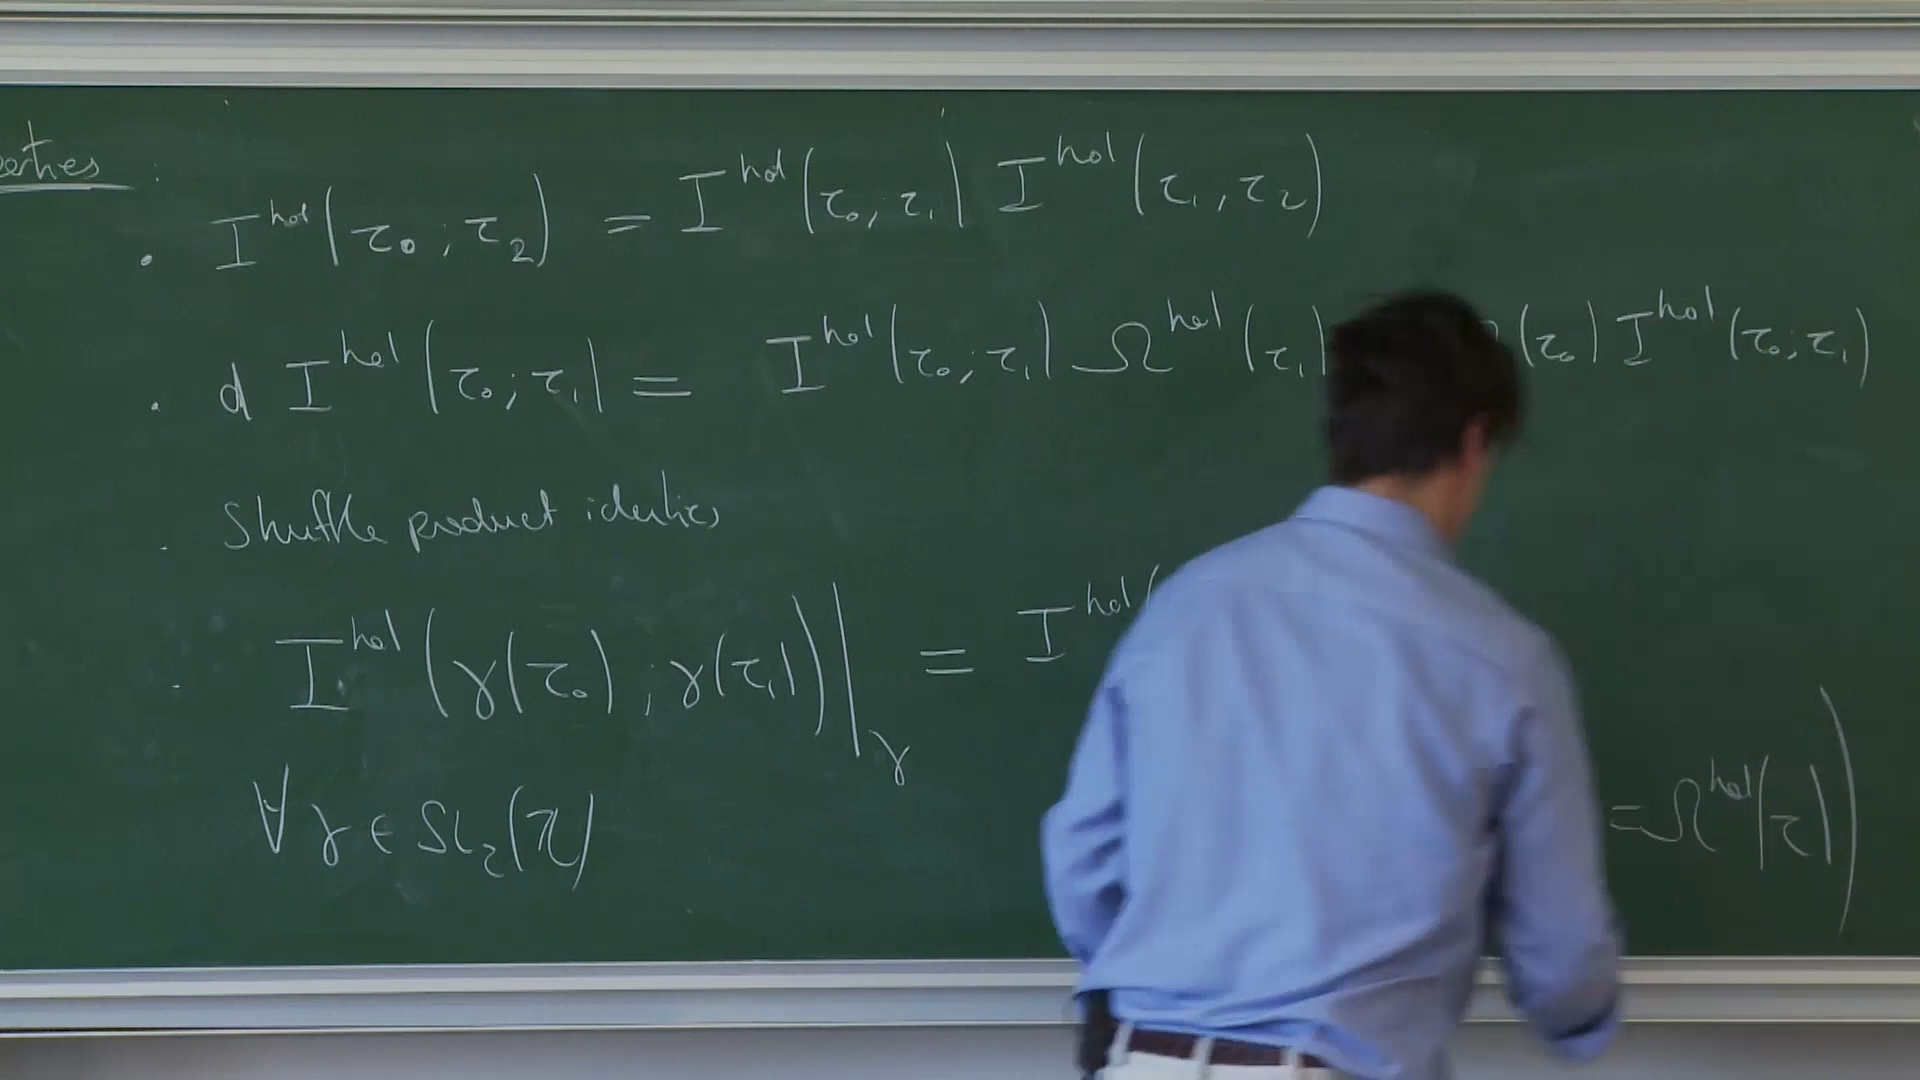 erties :
· I^hol(τ₀; τ₂) = I^hol(τ₀; τ₁) I^hol(τ₁, τ₂)
· d I^hol(τ₀; τ₁) = I^hol(τ₀; τ₁) Ω^hol(τ₁) (τ₀) I^hol(τ₀; τ₁)
· Shuffle product identities
· I^hol(γ(τ₀); γ(τ₁))|_γ = I^hol(
∀ γ ∈ SL₂(ℤ) = Ω^hol(τ))